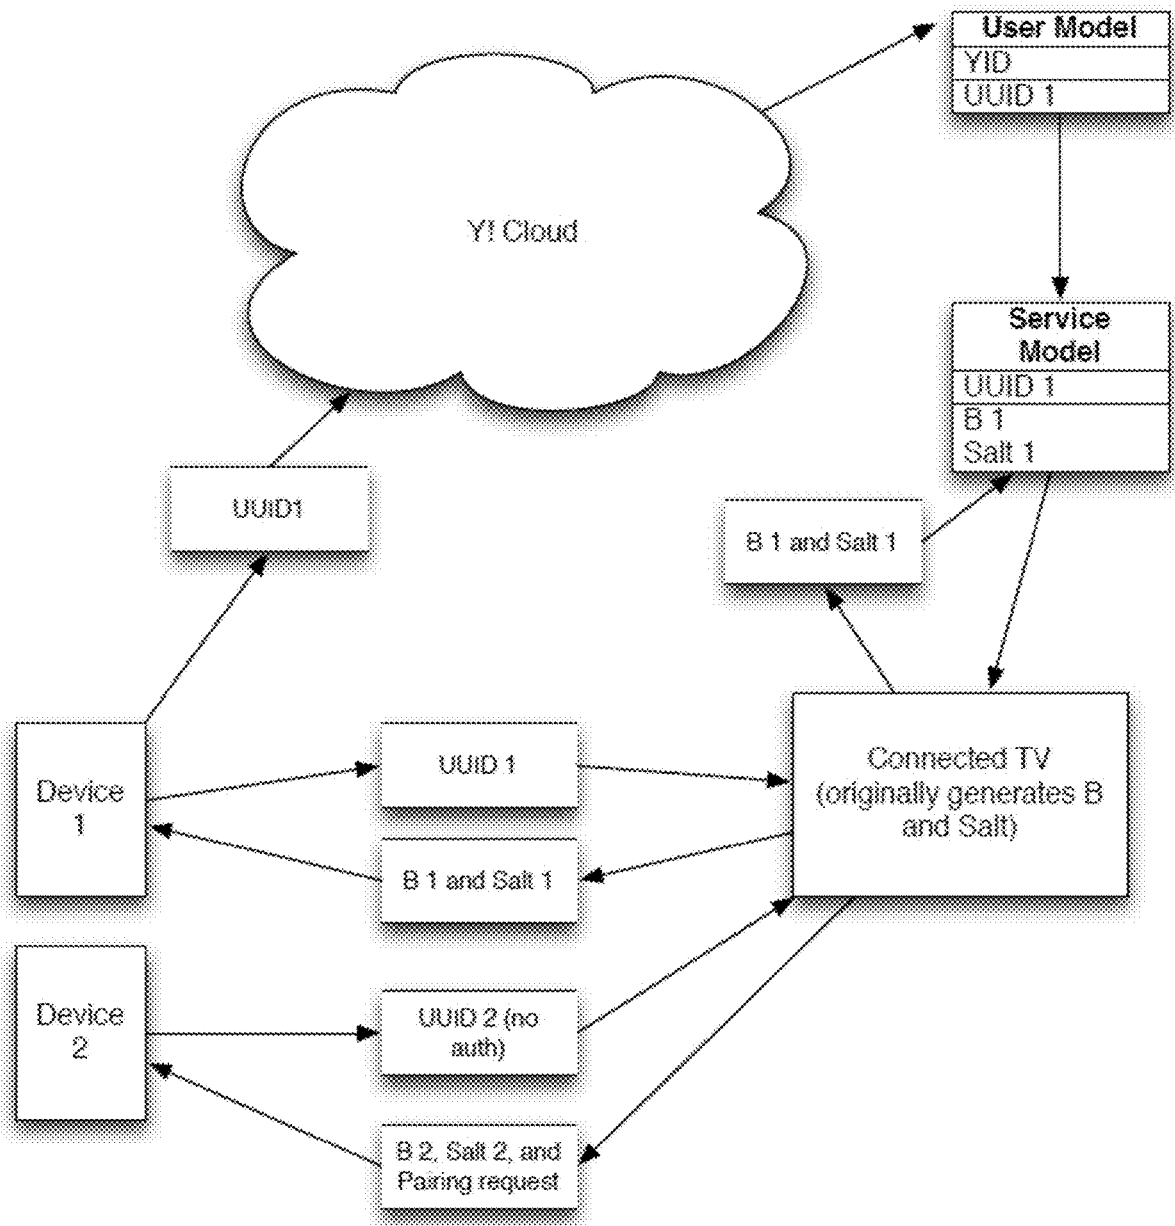 User Model
YID
UUID 1
Y! Cloud
Service
Model
UUID 1
B 1
Salt 1
UUID1
B 1 and Salt 1
Device
1
UUID 1
B 1 and Salt 1
Connected TV
(originally generates B
and Salt)
Device
2
UUID 2 (no
auth)
B 2, Salt 2, and
Pairing request